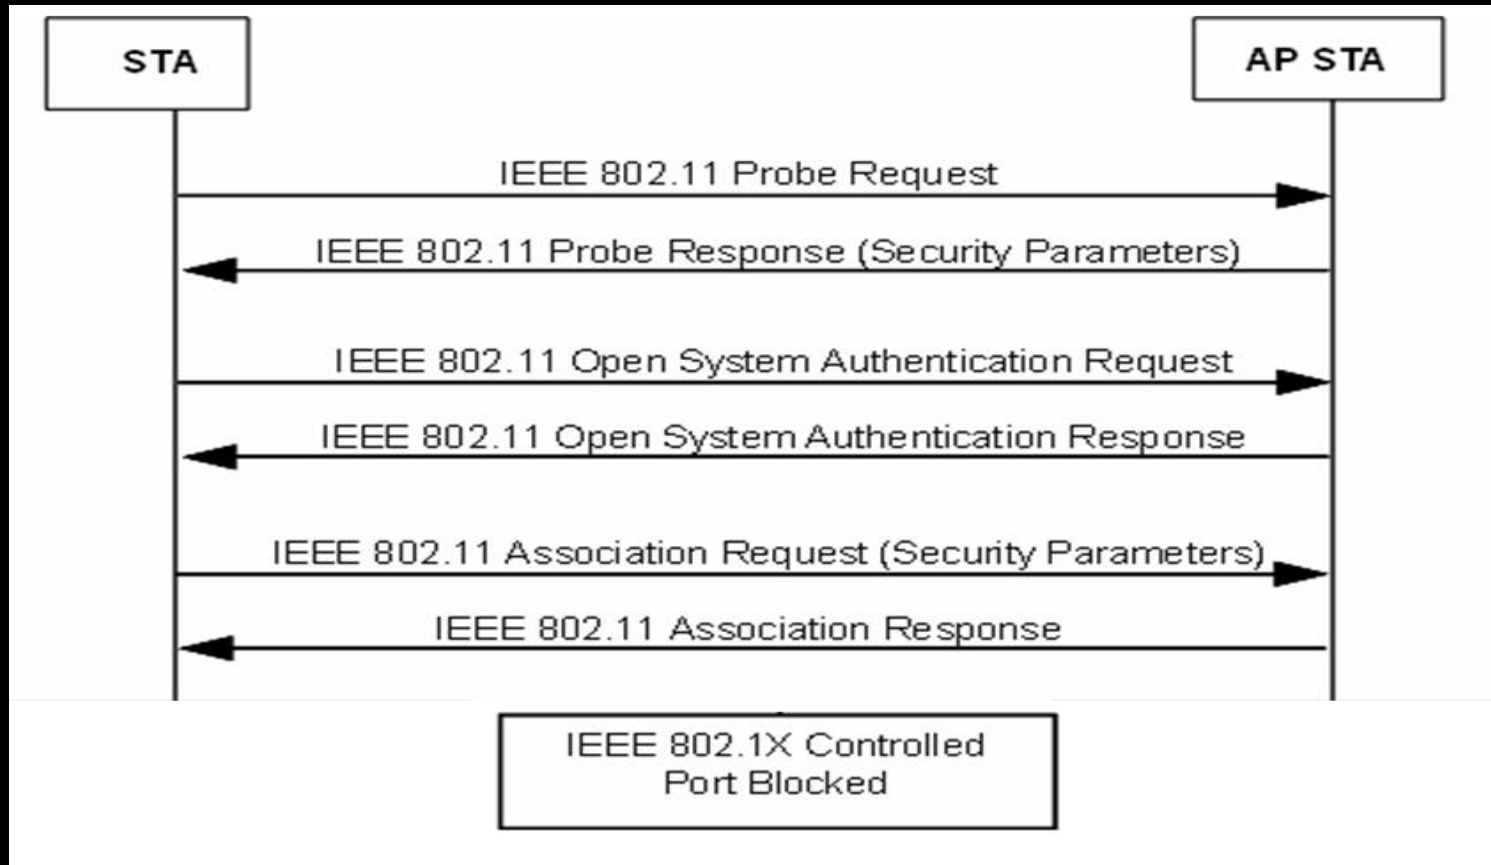 STA
AP STA
IEEE 802.11 Probe Request
IEEE 802.11 Probe Response (Security Parameters)
IEEE 802.11 Open System Authentication Request
IEEE 802.11 Open System Authentication Response
IEEE 802.11 Association Request (Security Parameters)
IEEE 802.11 Association Response
IEEE 802.1X Controlled
Port Blocked